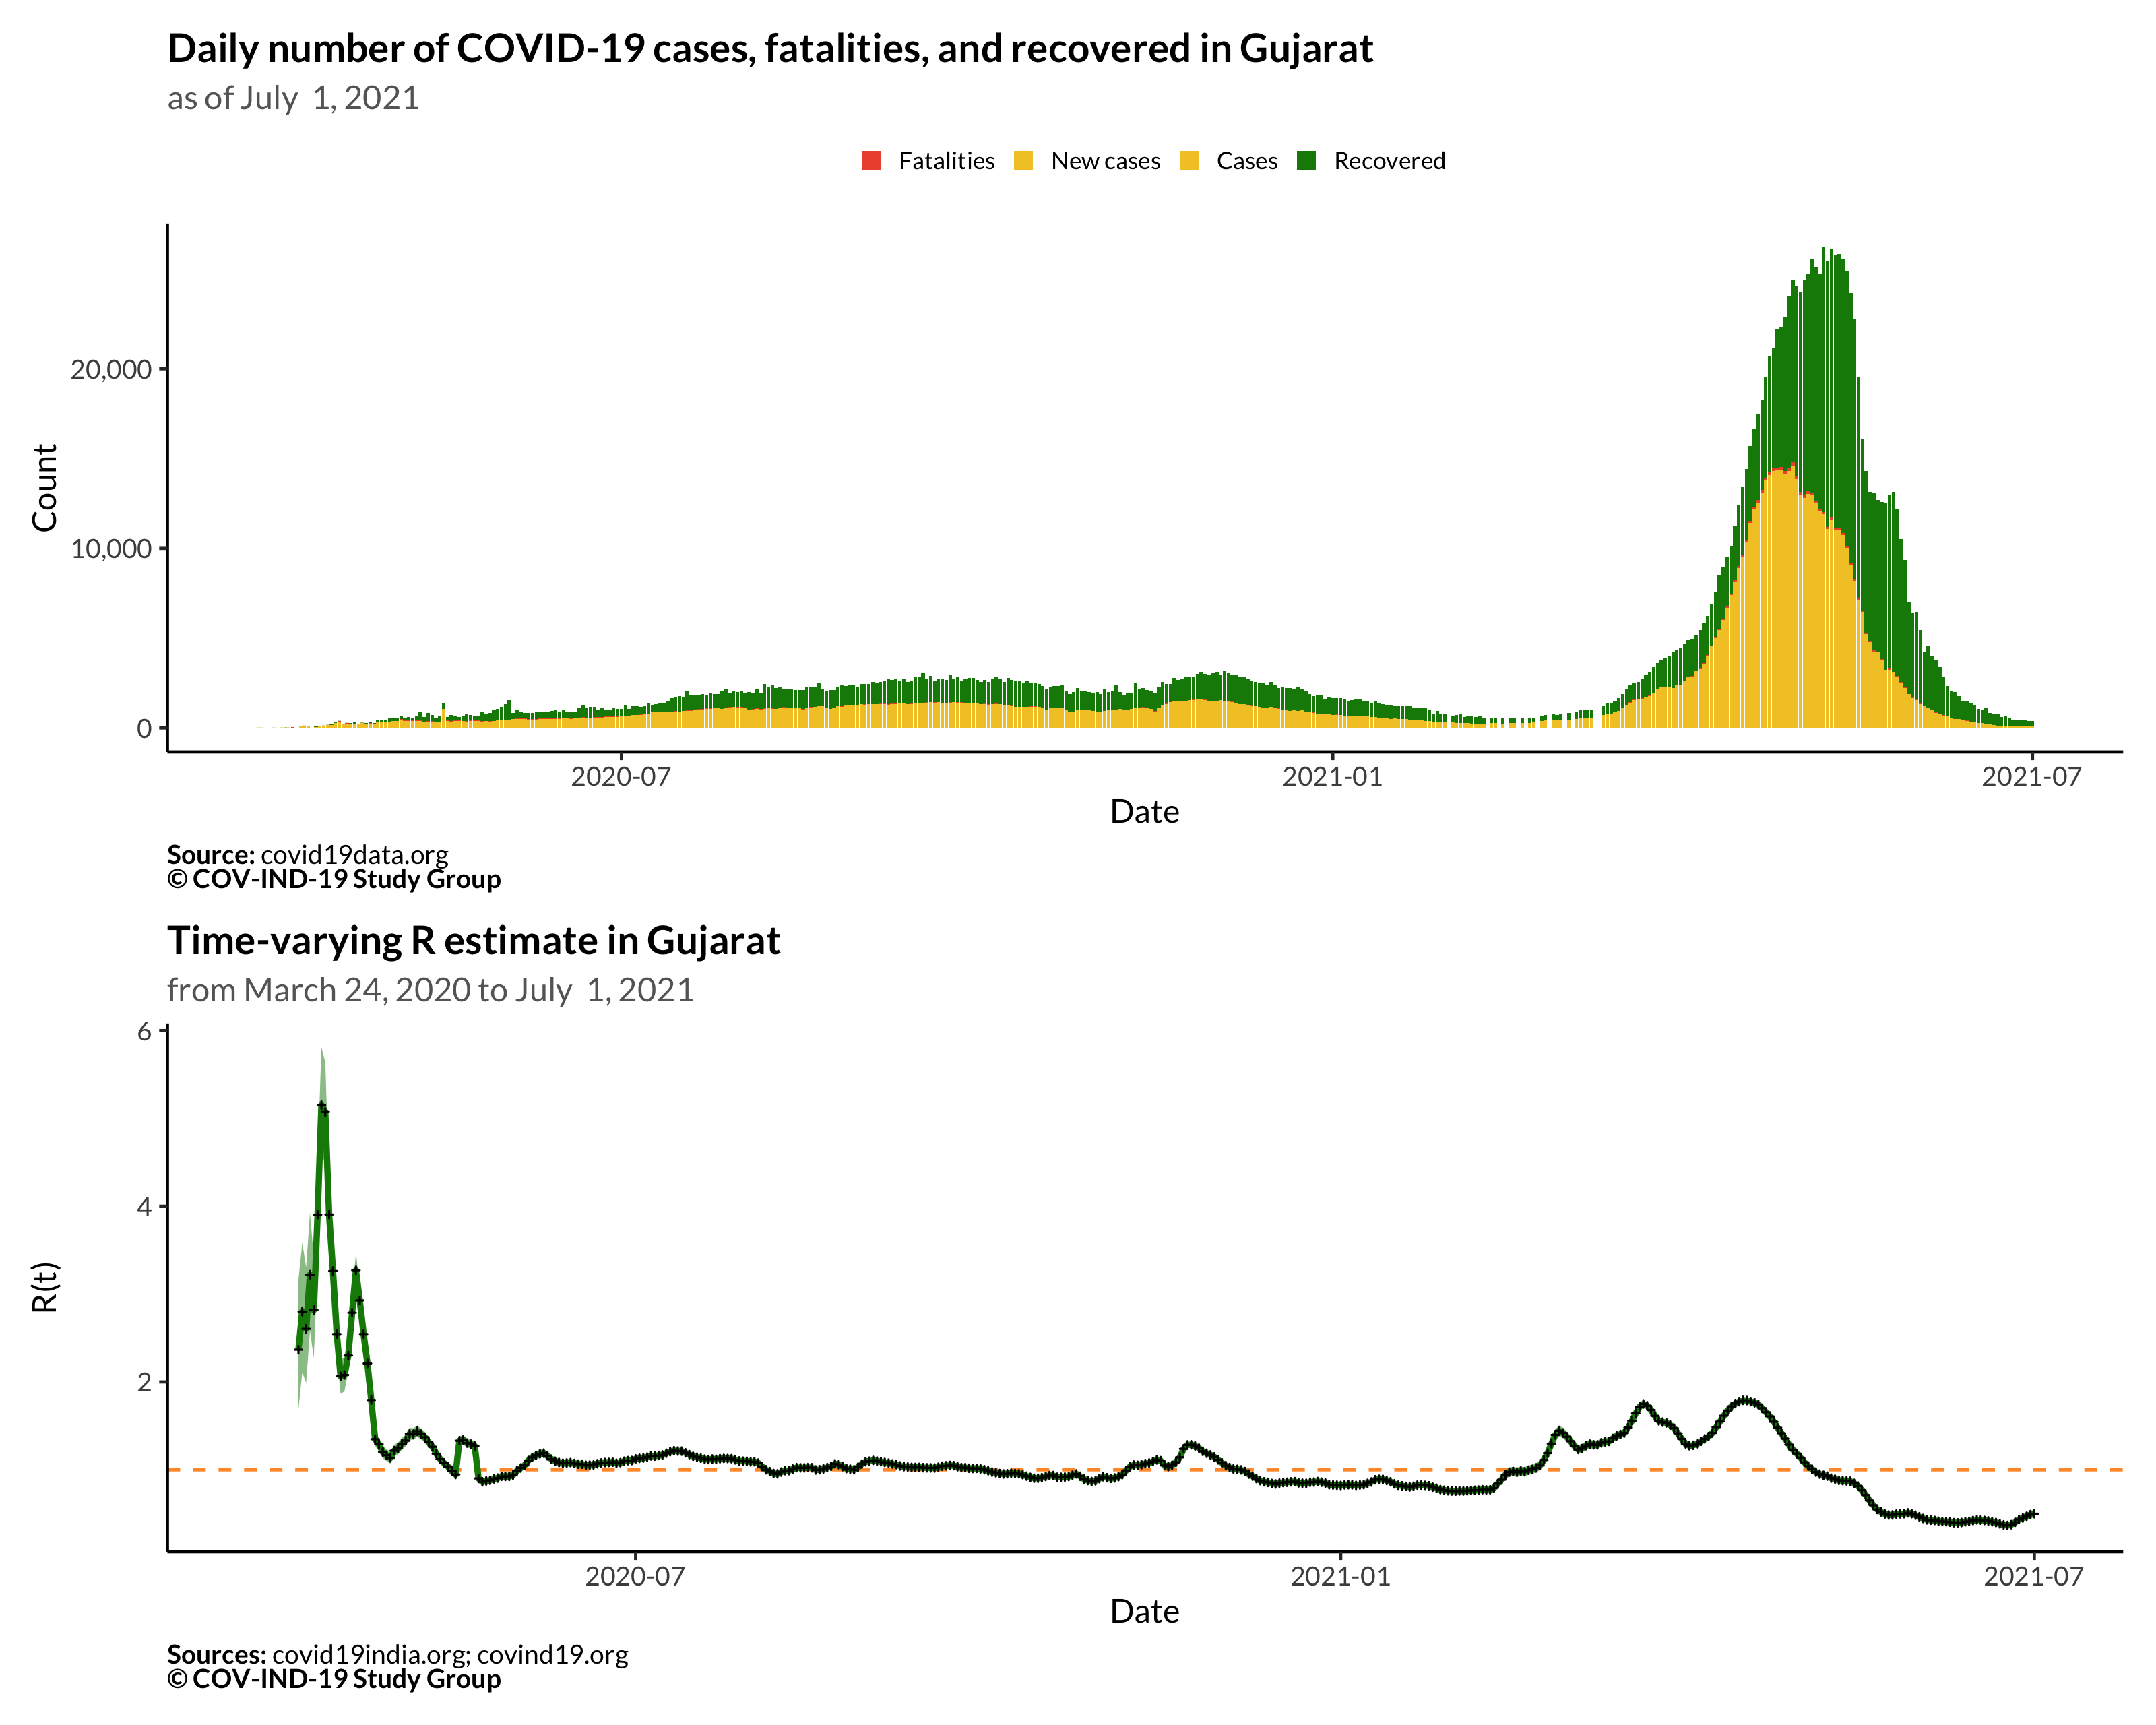 Daily number of COVID-19 cases, fatalities, and recovered in Gujarat
as of July  1, 2021
Fatalities New cases Cases Recovered
20,000
10,000
0
Count
2020-07 2021-01 2021-07
Date
Source: covid19data.org
© COV-IND-19 Study Group
Time-varying R estimate in Gujarat
from March 24, 2020 to July  1, 2021
6
4
2
R(t)
2020-07 2021-01 2021-07
Date
Sources: covid19india.org; covind19.org
© COV-IND-19 Study Group